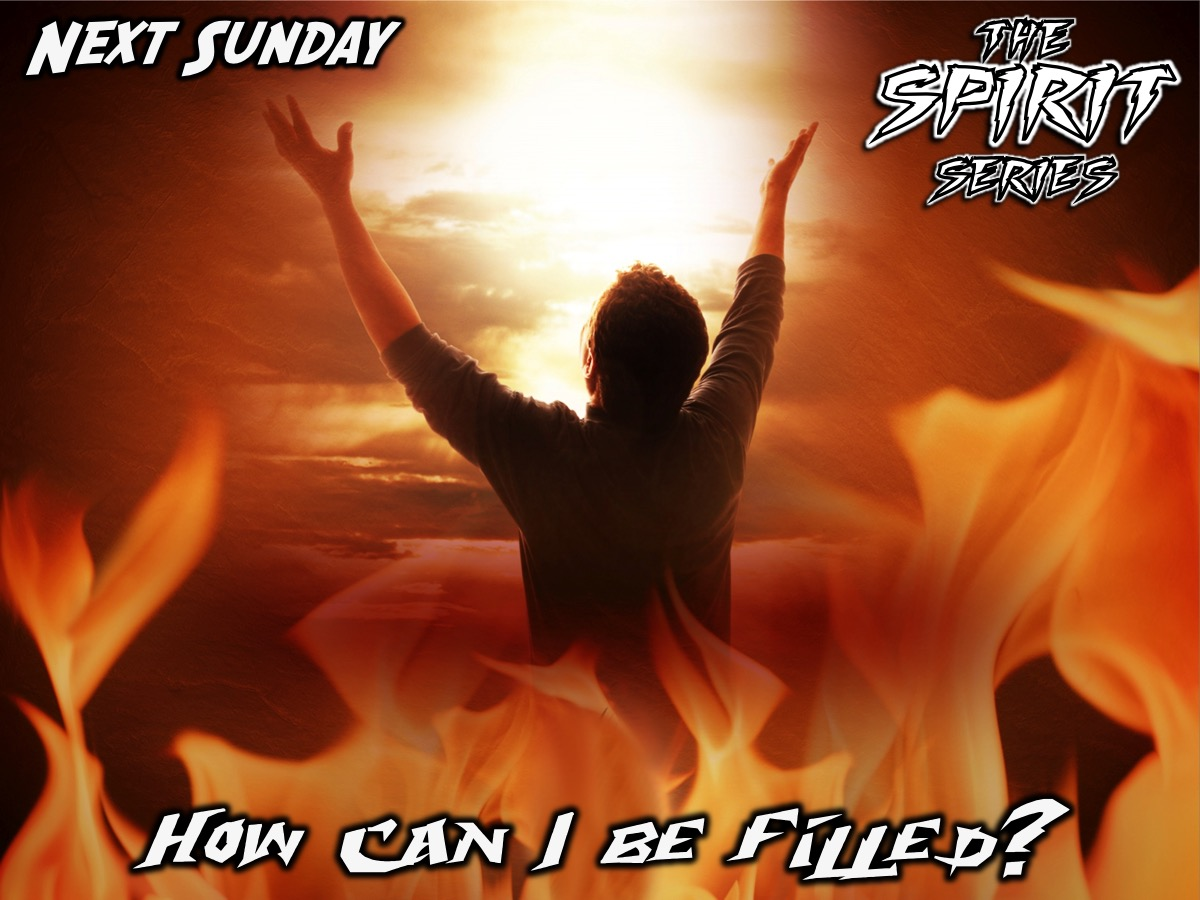 Next Sunday
The
Spirit
Series
How Can I be Filled?